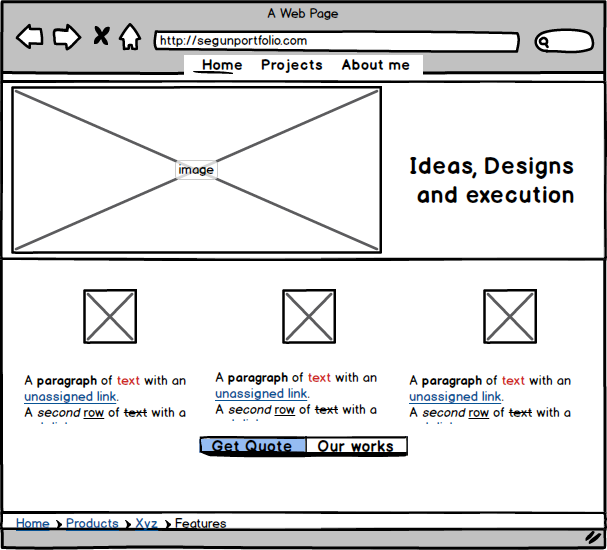 A Web Page
http://segunportfolio.com
Home Projects About me
image
Ideas, Designs
and execution
A paragraph of text with an
unassigned link.
A second row of text with a
A paragraph of text with an
unassigned link.
A second row of text with a
A paragraph of text with an
unassigned link.
A second row of text with a
Get Quote Our works
Home Products Xyz Features